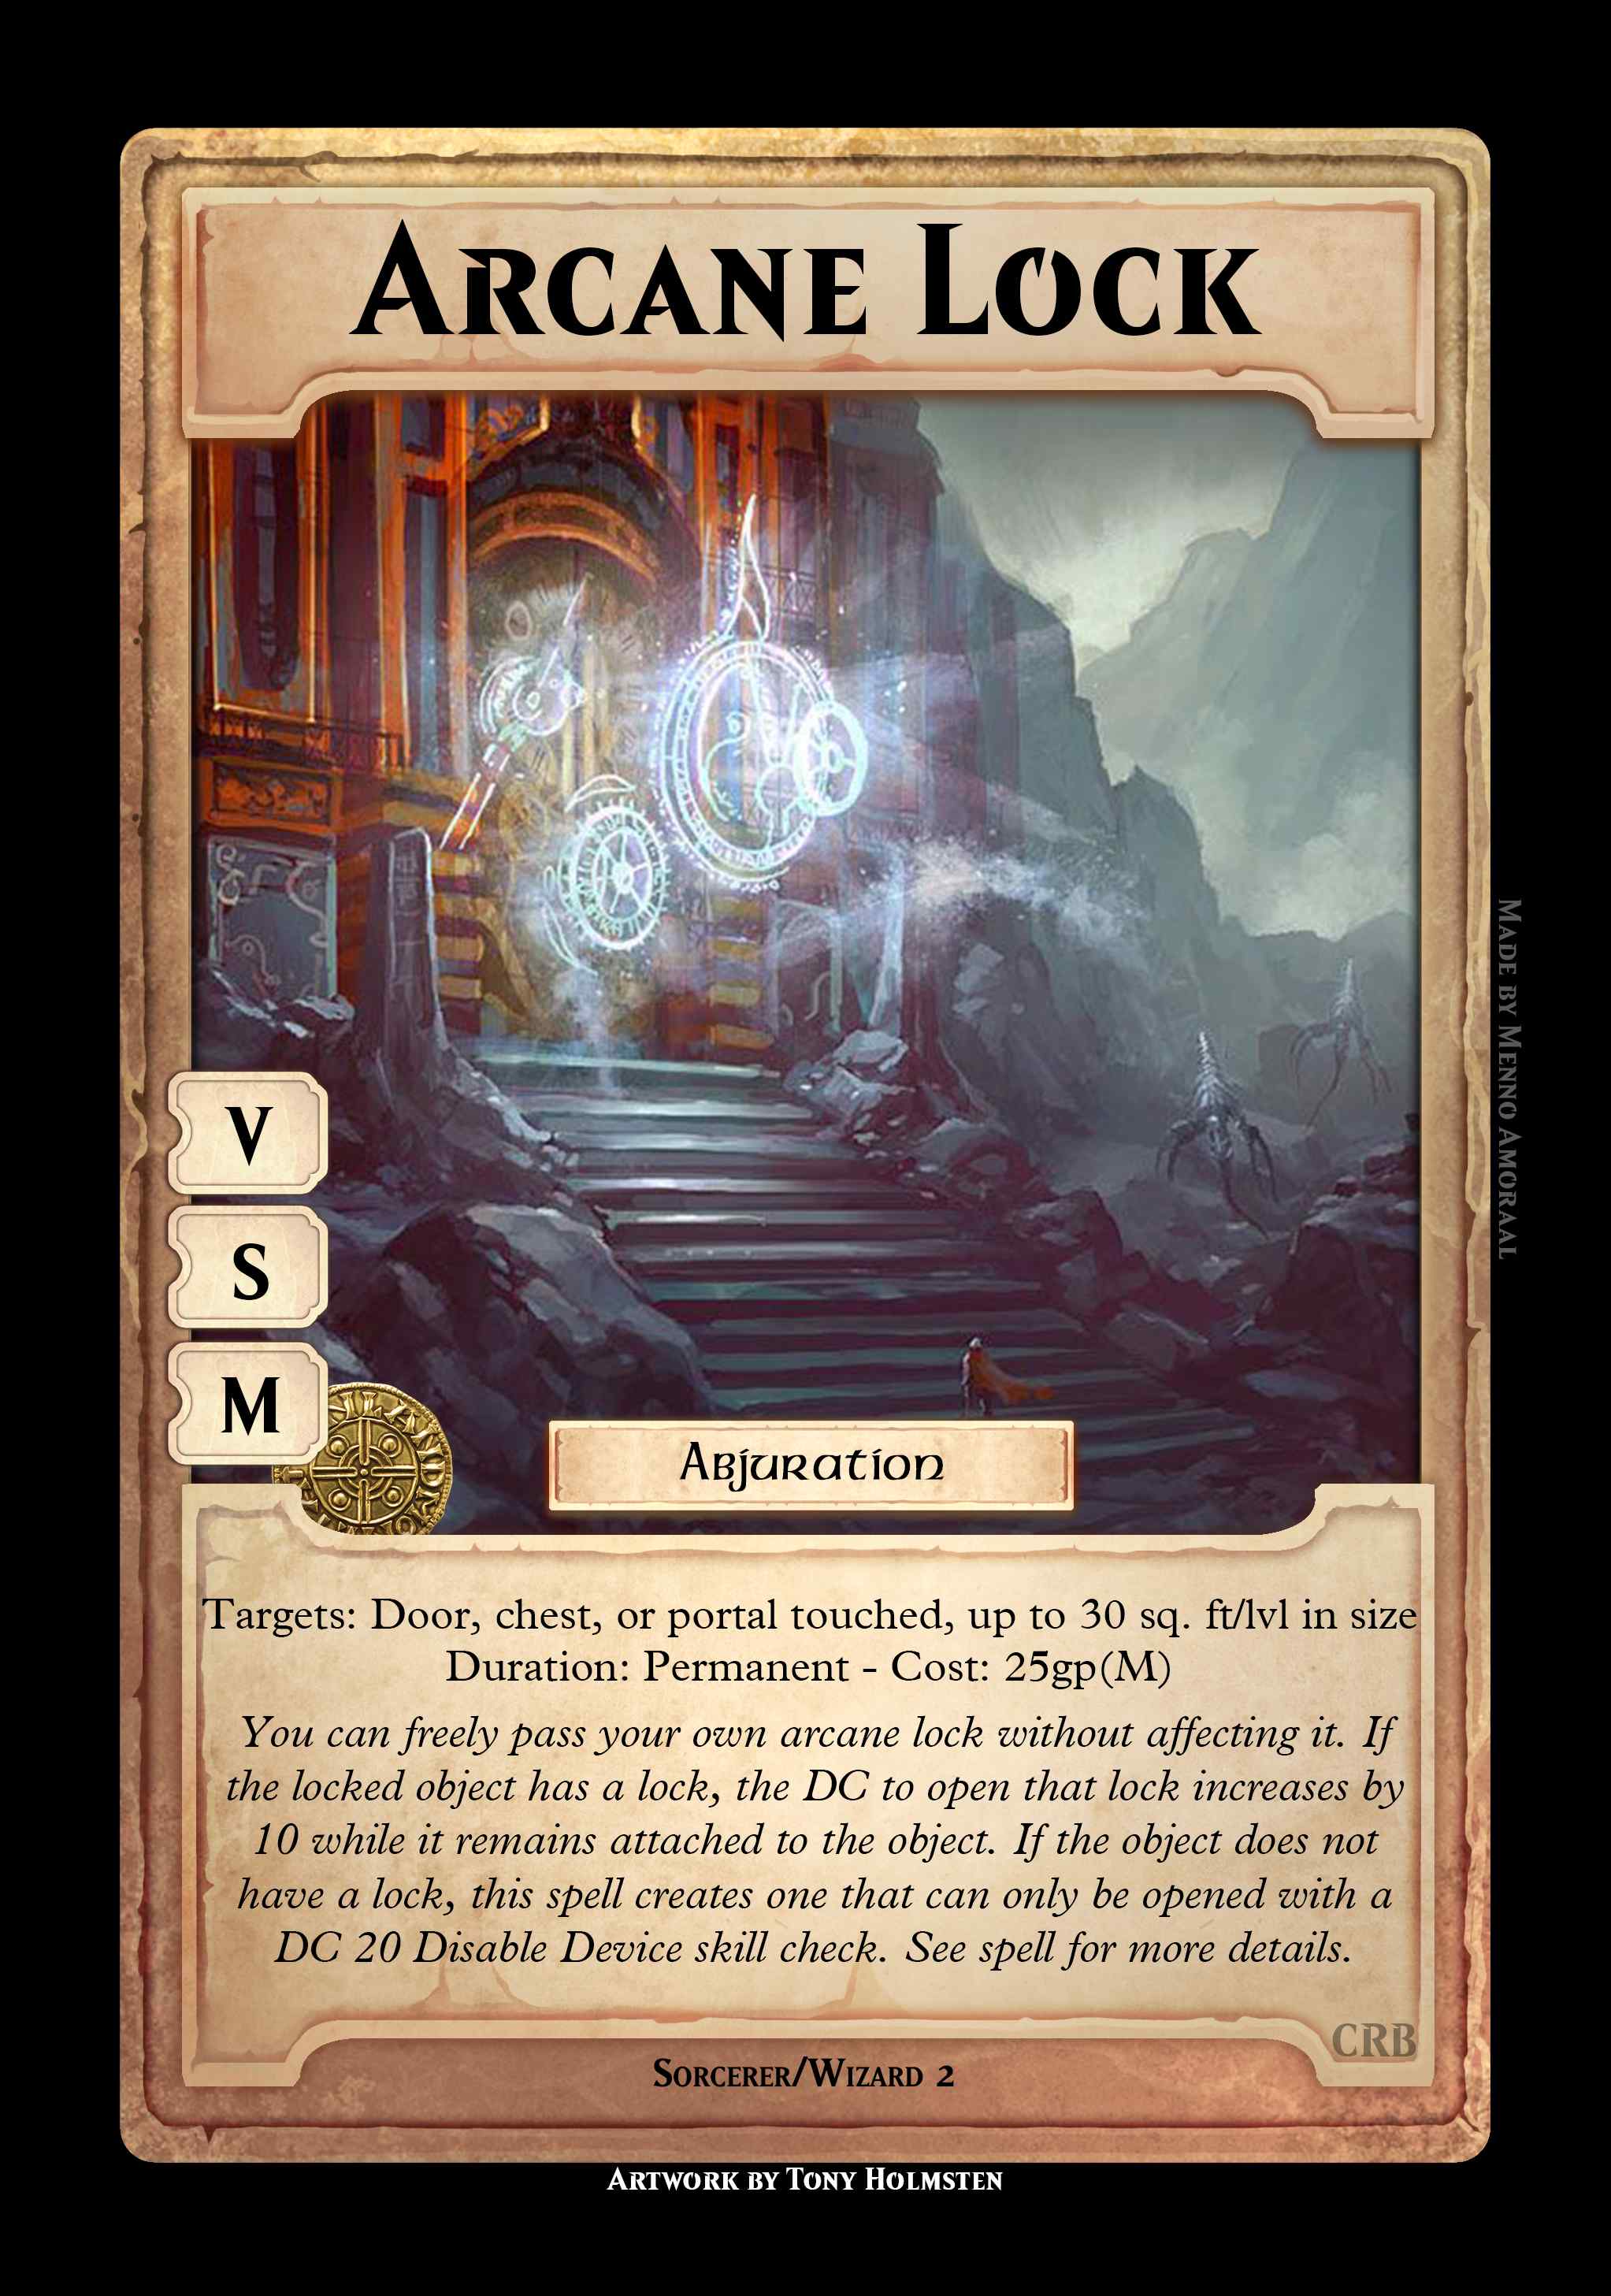 Arcane Lock
V
S
M
Abjuration
Targets: Door, chest, or portal touched, up to 30 sq. ft/lvl in size
Duration: Permanent - Cost: 25gp(M)
You can freely pass your own arcane lock without affecting it. If
the locked object has a lock, the DC to open that lock increases by
10 while it remains attached to the object. If the object does not
have a lock, this spell creates one that can only be opened with a
DC 20 Disable Device skill check. See spell for more details.
CRB
Sorcerer/Wizard 2
Artwork by Tony Holmsten
Made by Menno Amoraal